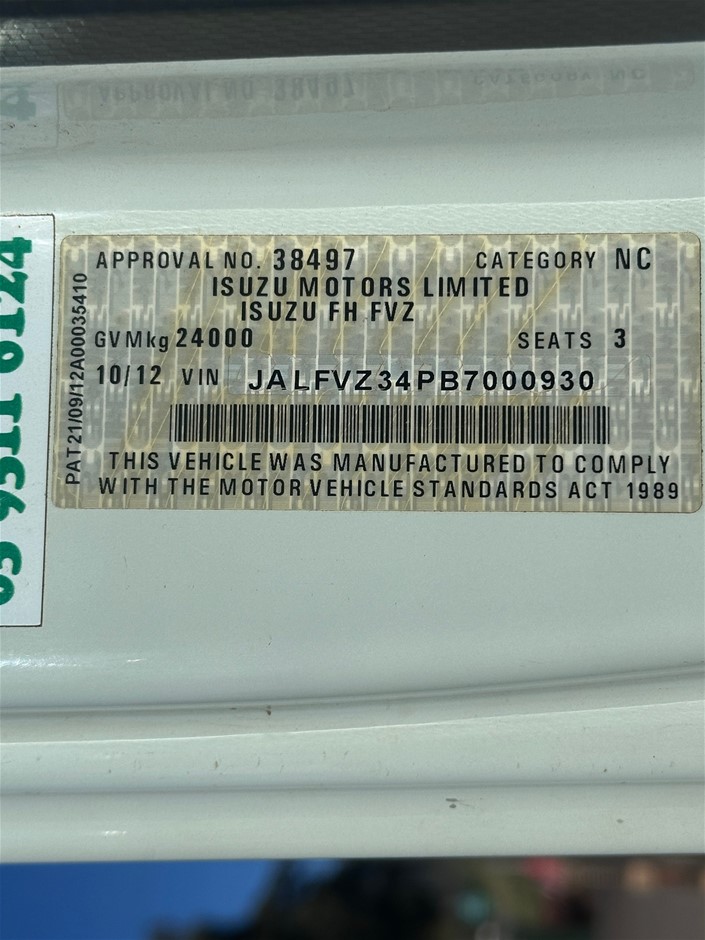 APPROVAL NO. 38497 CATEGORY NC
ISUZU MOTORS LIMITED
ISUZU FH FVZ
GVMkg 24000 SEATS 3
10/12 VIN JALFVZ34PB7000930
THIS VEHICLE WAS MANUFACTURED TO COMPLY
WITH THE MOTOR VEHICLE STANDARDS ACT 1989
PAT21/09/12A00035410